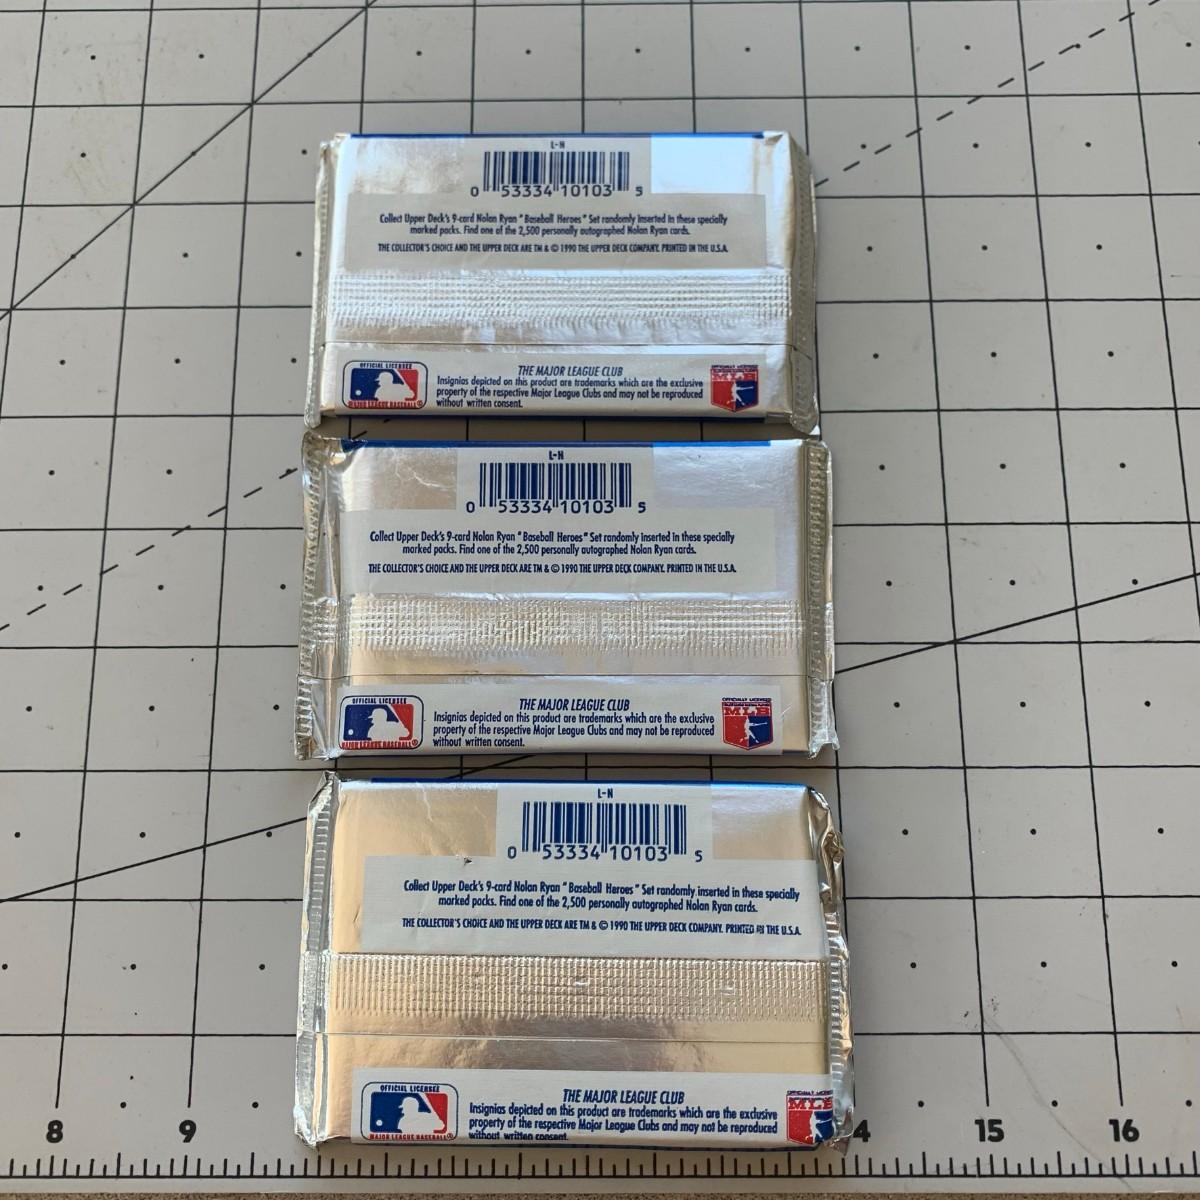 L-N
0 53334 10103 5
Collect Upper Deck's 9-card Nolan Ryan "Baseball Heroes" Set randomly inserted in these specially
marked packs. Find one of the 2,500 personally autographed Nolan Ryan cards.
THE COLLECTOR'S CHOICE AND THE UPPER DECK ARE TM & © 1990 THE UPPER DECK COMPANY. PRINTED IN THE U.S.A.
OFFICIAL LICENSEE
MAJOR LEAGUE BASEBALL®
THE MAJOR LEAGUE CLUB
Insignias depicted on this product are trademarks which are the exclusive
property of the respective Major League Clubs and may not be reproduced
without written consent.
OFFICIALLY LICENSED
MLB
L-N
0 53334 10103 5
Collect Upper Deck's 9-card Nolan Ryan "Baseball Heroes" Set randomly inserted in these specially
marked packs. Find one of the 2,500 personally autographed Nolan Ryan cards.
THE COLLECTOR'S CHOICE AND THE UPPER DECK ARE TM & © 1990 THE UPPER DECK COMPANY. PRINTED IN THE U.S.A.
OFFICIAL LICENSEE
MAJOR LEAGUE BASEBALL®
THE MAJOR LEAGUE CLUB
Insignias depicted on this product are trademarks which are the exclusive
property of the respective Major League Clubs and may not be reproduced
without written consent.
OFFICIALLY LICENSED
MLB
L-N
0 53334 10103 5
Collect Upper Deck's 9-card Nolan Ryan "Baseball Heroes" Set randomly inserted in these specially
marked packs. Find one of the 2,500 personally autographed Nolan Ryan cards.
THE COLLECTOR'S CHOICE AND THE UPPER DECK ARE TM & © 1990 THE UPPER DECK COMPANY. PRINTED IN THE U.S.A.
OFFICIAL LICENSEE
MAJOR LEAGUE BASEBALL®
THE MAJOR LEAGUE CLUB
Insignias depicted on this product are trademarks which are the exclusive
property of the respective Major League Clubs and may not be reproduced
without written consent.
OFFICIALLY
MLB
8 9 4 15 16